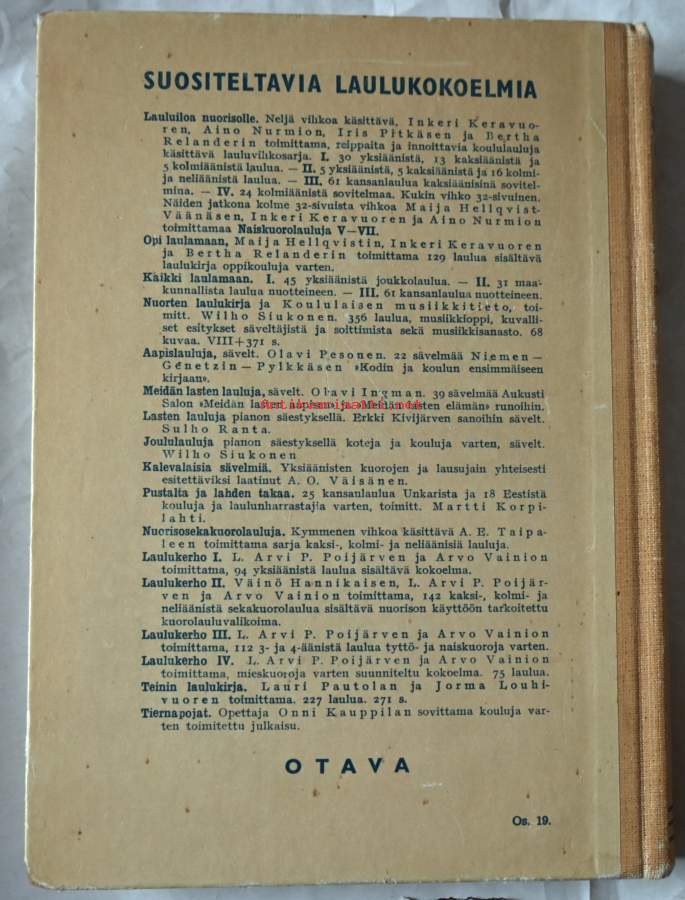 SUOSITELTAVIA LAULUKOKOELMIA
Lauluiloa nuorisolle. Neljä vihkoa käsittävä, Inkeri Keravuo-
ren, Aino Nurmion, Iris Pitkäsen ja Bertha
Relanderin toimittama, reippaita ja innoittavia koululauluja
käsittävä lauluvihkosarja. I. 30 yksiäänistä, 13 kaksiäänistä ja
5 kolmiäänistä laulua. — II. 5 yksiäänistä, 5 kaksiäänistä ja 16 kolmi-
ja neliäänistä laulua. — III. 61 kansanlaulua kaksiäänisinä sovitel-
mina. — IV. 24 kolmiäänistä sovitelmaa. Kukin vihko 32-sivuinen.
Näiden jatkona kolme 32-sivuista vihkoa Maija Hellqvist-
Väänäsen, Inkeri Keravuoren ja Aino Nurmion
toimittamaa Naiskuorolauluja V—VII.
Opi laulamaan, Maija Hellqvistin, Inkeri Keravuoren
ja Bertha Relanderin toimittama 129 laulua sisältävä
laulukirja oppikouluja varten.
Kaikki laulamaan. I. 45 yksiäänistä joukkolaulua. — II. 31 maa-
kunnallista laulua nuotteineen. — III. 61 kansanlaulua nuotteineen.
Nuorten laulukirja ja Koululaisen musiikkitieto, toi-
mitt. Wilho Siukonen. 356 laulua, musiikkioppi, kuvalli-
set esitykset säveltäjistä ja soittimista sekä musiikkisanasto. 68
kuvaa. VIII+371 s.
Aapislauluja, sävelt. Olavi Pesonen. 22 sävelmää Niemen—
Genetzin—Pylkkäsen »Kodin ja koulun ensimmäiseen
kirjaan».
Meidän lasten lauluja, sävelt. Olavi Ingman. 39 sävelmää Aukusti
Salon »Meidän lasten aapisen» ja »Meidän lasten elämän» runoihin.
Lasten lauluja pianon säestyksellä. Erkki Kivijärven sanoihin sävelt.
Sulho Ranta.
Joululauluja pianon säestyksellä koteja ja kouluja varten, sävelt.
Wilho Siukonen
Kalevalaisia sävelmiä. Yksiäänisten kuorojen ja lausujain yhteisesti
esitettäviksi laatinut A. O. Väisänen.
Pustalta ja lahden takaa. 25 kansanlaulua Unkarista ja 18 Eestistä
kouluja ja laulunharrastajia varten, toimitt. Martti Korpi-
lahti.
Nuorisosekakuorolauluja. Kymmenen vihkoa käsittävä A. E. Taipa-
leen toimittama sarja kaksi-, kolmi- ja neliäänisiä lauluja.
Laulukerho I. L. Arvi P. Poijärven ja Arvo Vainion
toimittama, 94 yksiäänistä laulua sisältävä kokoelma.
Laulukerho II. Väinö Hannikaisen, L. Arvi P. Poijär-
ven ja Arvo Vainion toimittama, 142 kaksi-, kolmi- ja
neliäänistä sekakuorolaulua sisältävä nuorison käyttöön tarkoitettu
kuorolauluvalikoima.
Laulukerho III. L. Arvi P. Poijärven ja Arvo Vainion
toimittama, 112 3- ja 4-äänistä laulua tyttö- ja naiskuoroja varten.
Laulukerho IV. L. Arvi P. Poijärven ja Arvo Vainion
toimittama, mieskuoroja varten suunniteltu kokoelma. 75 laulua.
Teinin laulukirja. Lauri Pautolan ja Jorma Louhi-
vuoren toimittama. 227 laulua. 271 s.
Tiernapojat. Opettaja Onni Kauppilan sovittama kouluja var-
ten toimitettu julkaisu.
OTAVA
Os. 19.